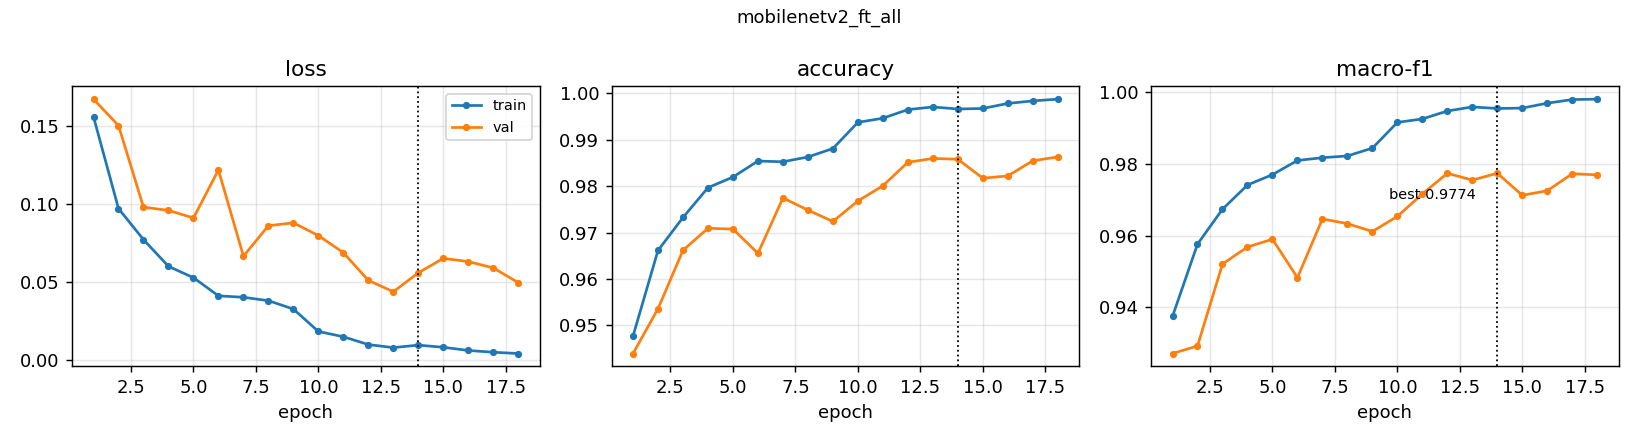 mobilenetv2_ft_all
loss
train
val
0.15
0.10
0.05
0.00
2.5 5.0 7.5 10.0 12.5 15.0 17.5
epoch
accuracy
1.00
0.99
0.98
0.97
0.96
0.95
2.5 5.0 7.5 10.0 12.5 15.0 17.5
epoch
macro-f1
1.00
0.98
best 0.9774
0.96
0.94
2.5 5.0 7.5 10.0 12.5 15.0 17.5
epoch